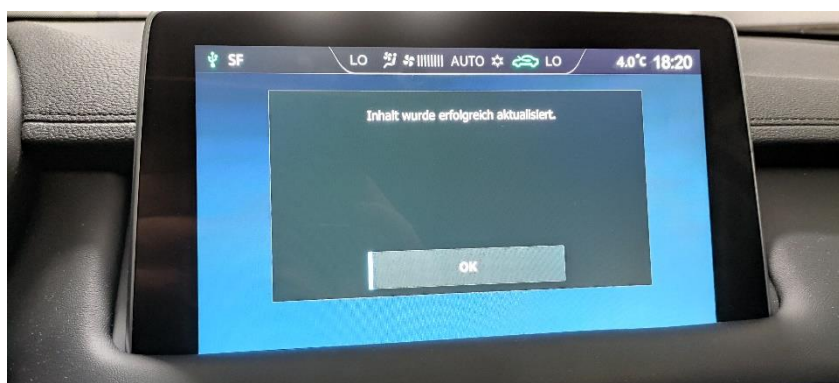 SF LO AUTO LO 4.0°C 18:20
Inhalt wurde erfolgreich aktualisiert.
OK